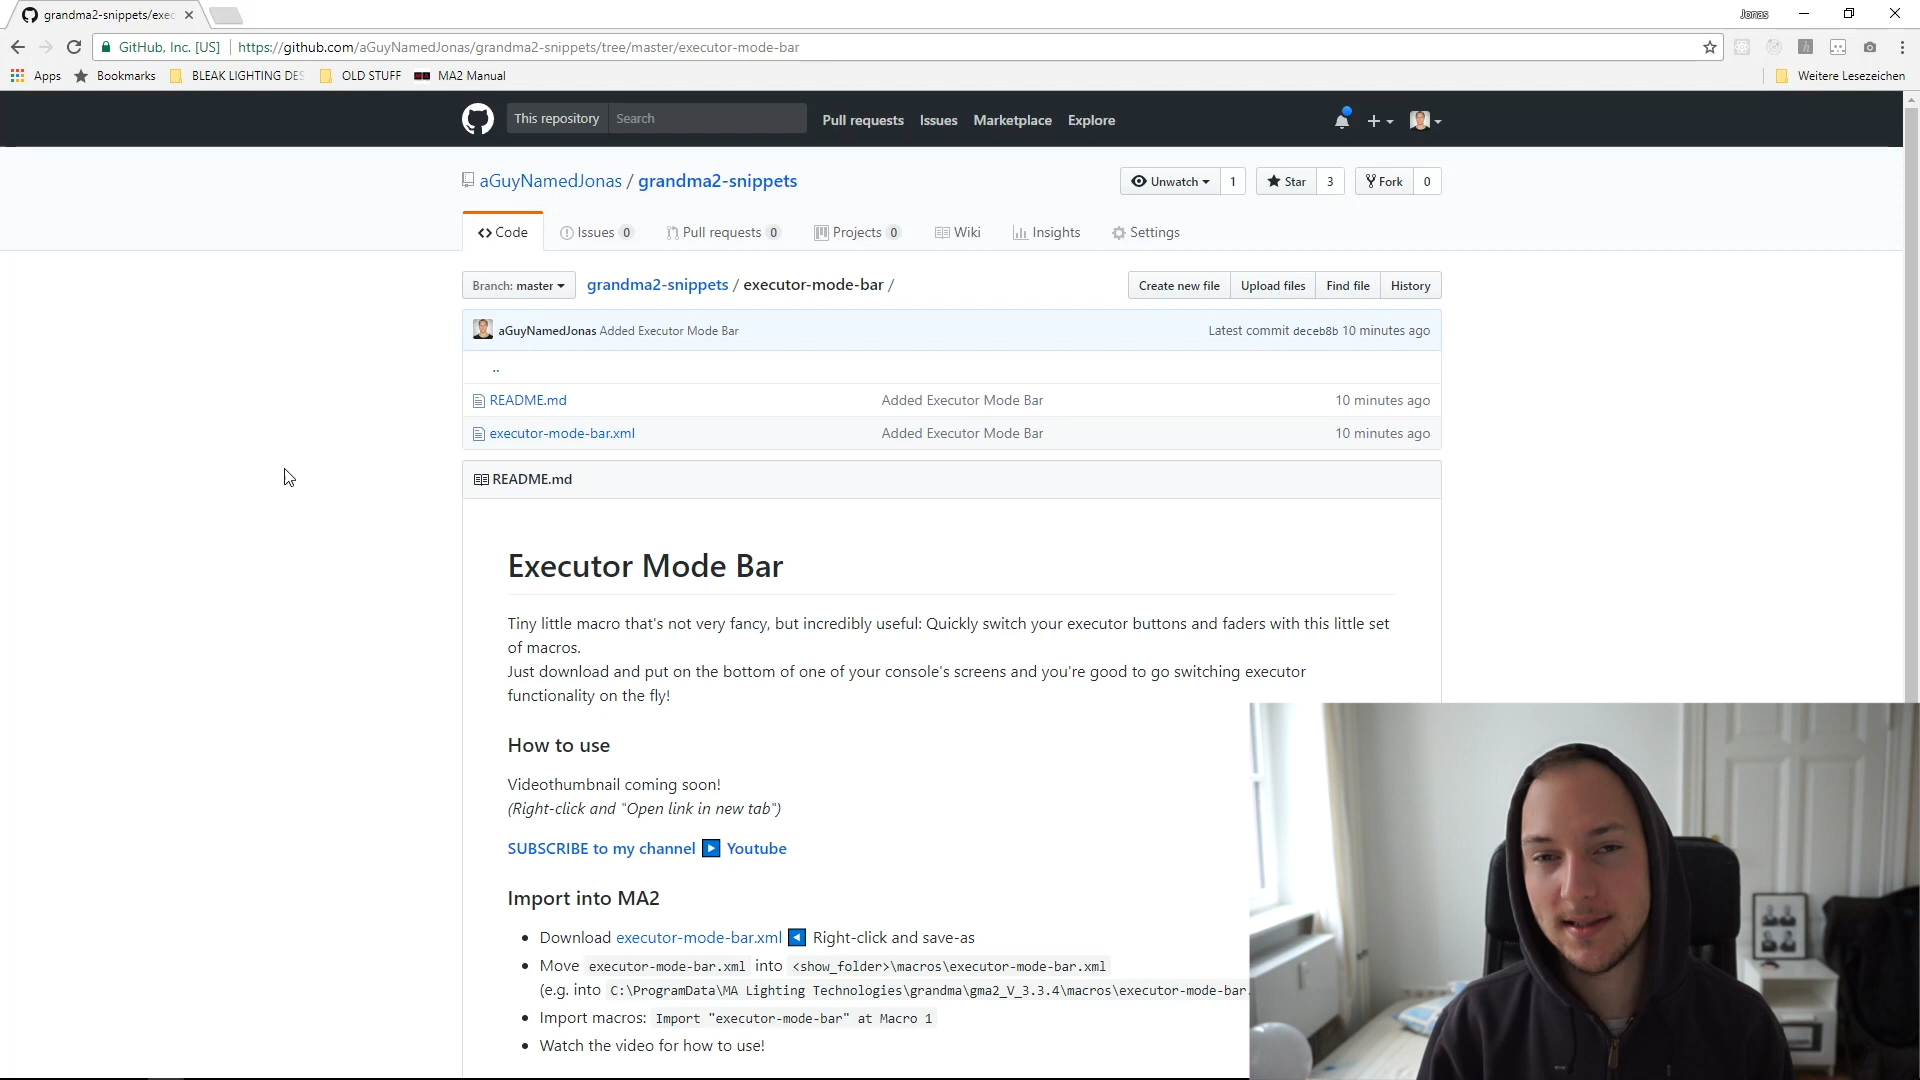 grandma2-snippets/exec
Jonas
GitHub, Inc. [US]
https://github.com/aGuyNamedJonas/grandma2-snippets/tree/master/executor-mode-bar
Apps
Bookmarks
BLEAK LIGHTING DES
OLD STUFF
MA2 Manual
Weitere Lesezeichen
This repository
Search
Pull requests
Issues
Marketplace
Explore
aGuyNamedJonas / grandma2-snippets
Unwatch 1
Star 3
Fork 0
Code
Issues 0
Pull requests 0
Projects 0
Wiki
Insights
Settings
Branch: master
grandma2-snippets / executor-mode-bar /
Create new file
Upload files
Find file
History
aGuyNamedJonas Added Executor Mode Bar
Latest commit deceb8b 10 minutes ago
..
README.md Added Executor Mode Bar 10 minutes ago
executor-mode-bar.xml Added Executor Mode Bar 10 minutes ago
README.md
Executor Mode Bar
Tiny little macro that's not very fancy, but incredibly useful: Quickly switch your executor buttons and faders with this little set
of macros.
Just download and put on the bottom of one of your console's screens and you're good to go switching executor
functionality on the fly!
How to use
Videothumbnail coming soon!
(Right-click and "Open link in new tab")
SUBSCRIBE to my channel ▶ Youtube
Import into MA2
• Download executor-mode-bar.xml ◀ Right-click and save-as
• Move executor-mode-bar.xml into <show_folder>\macros\executor-mode-bar.xml
(e.g. into C:\ProgramData\MA Lighting Technologies\grandma\gma2_V_3.3.4\macros\executor-mode-bar.
• Import macros: Import "executor-mode-bar" at Macro 1
• Watch the video for how to use!